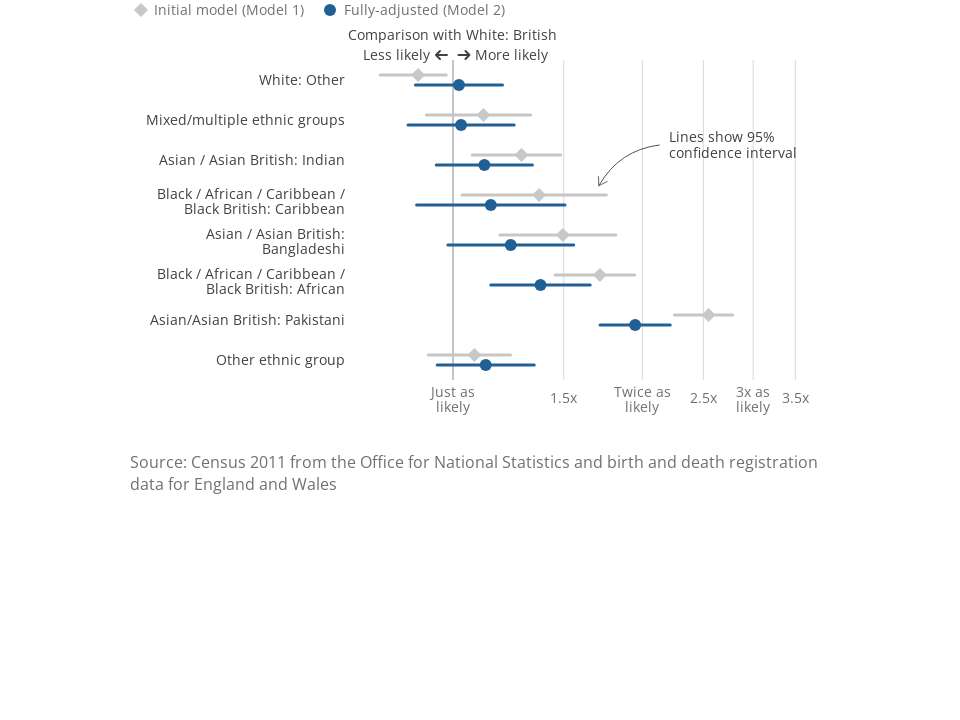 Initial model (Model 1) Fully-adjusted (Model 2)
Comparison with White: British
Less likely More likely
White: Other
Mixed/multiple ethnic groups
Lines show 95%
confidence interval
Asian / Asian British: Indian
Black / African / Caribbean /
Black British: Caribbean
Asian / Asian British:
Bangladeshi
Black / African / Caribbean /
Black British: African
Asian/Asian British: Pakistani
Other ethnic group
Just as
likely
1.5x
Twice as
likely
2.5x
3x as
likely
3.5x
Source: Census 2011 from the Office for National Statistics and birth and death registration
data for England and Wales